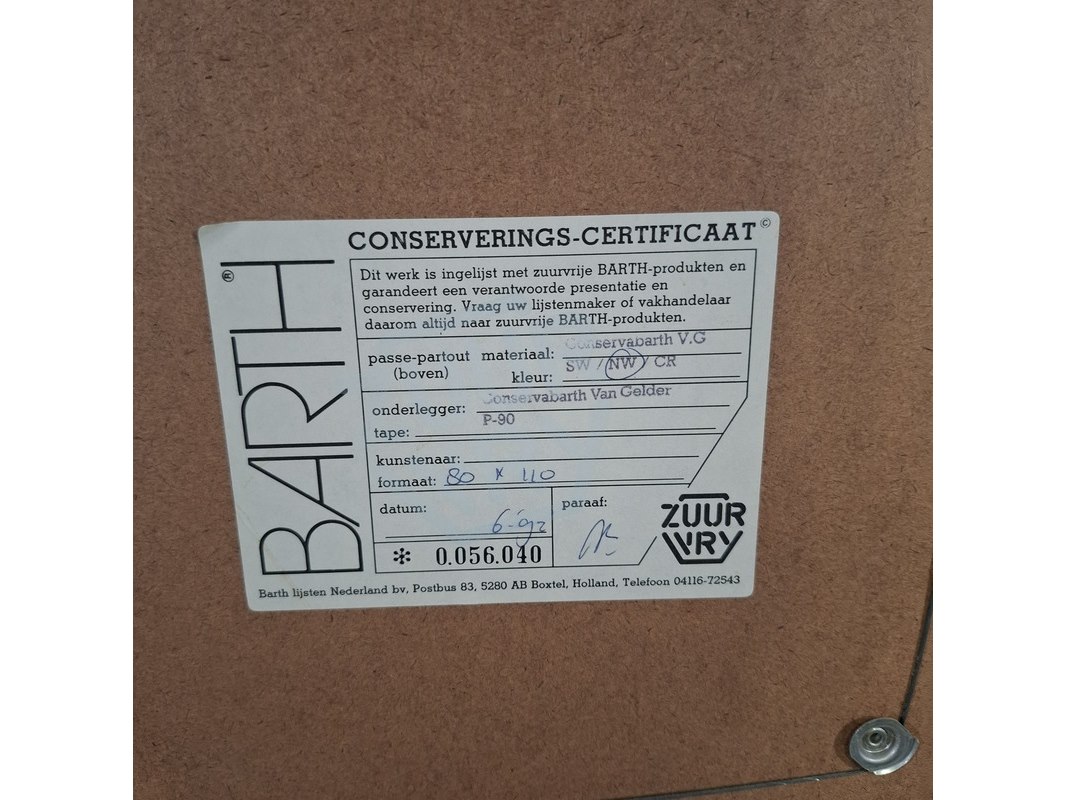 BARTH®
CONSERVERINGS-CERTIFICAAT©
Dit werk is ingelijst met zuurvrije BARTH-produkten en
garandeert een verantwoorde presentatie en
conservering. Vraag uw lijstenmaker of vakhandelaar
daarom altijd naar zuurvrije BARTH-produkten.
passe-partout materiaal: Conservabarth V.G
(boven) kleur: SW / NW / CR
onderlegger: Conservabarth Van Gelder
tape: P-90
kunstenaar:
formaat: 80 x 110
datum: 6-'92
paraaf:
* 0.056.040
ZUUR
VRY
Barth lijsten Nederland bv, Postbus 83, 5280 AB Boxtel, Holland, Telefoon 04116-72543